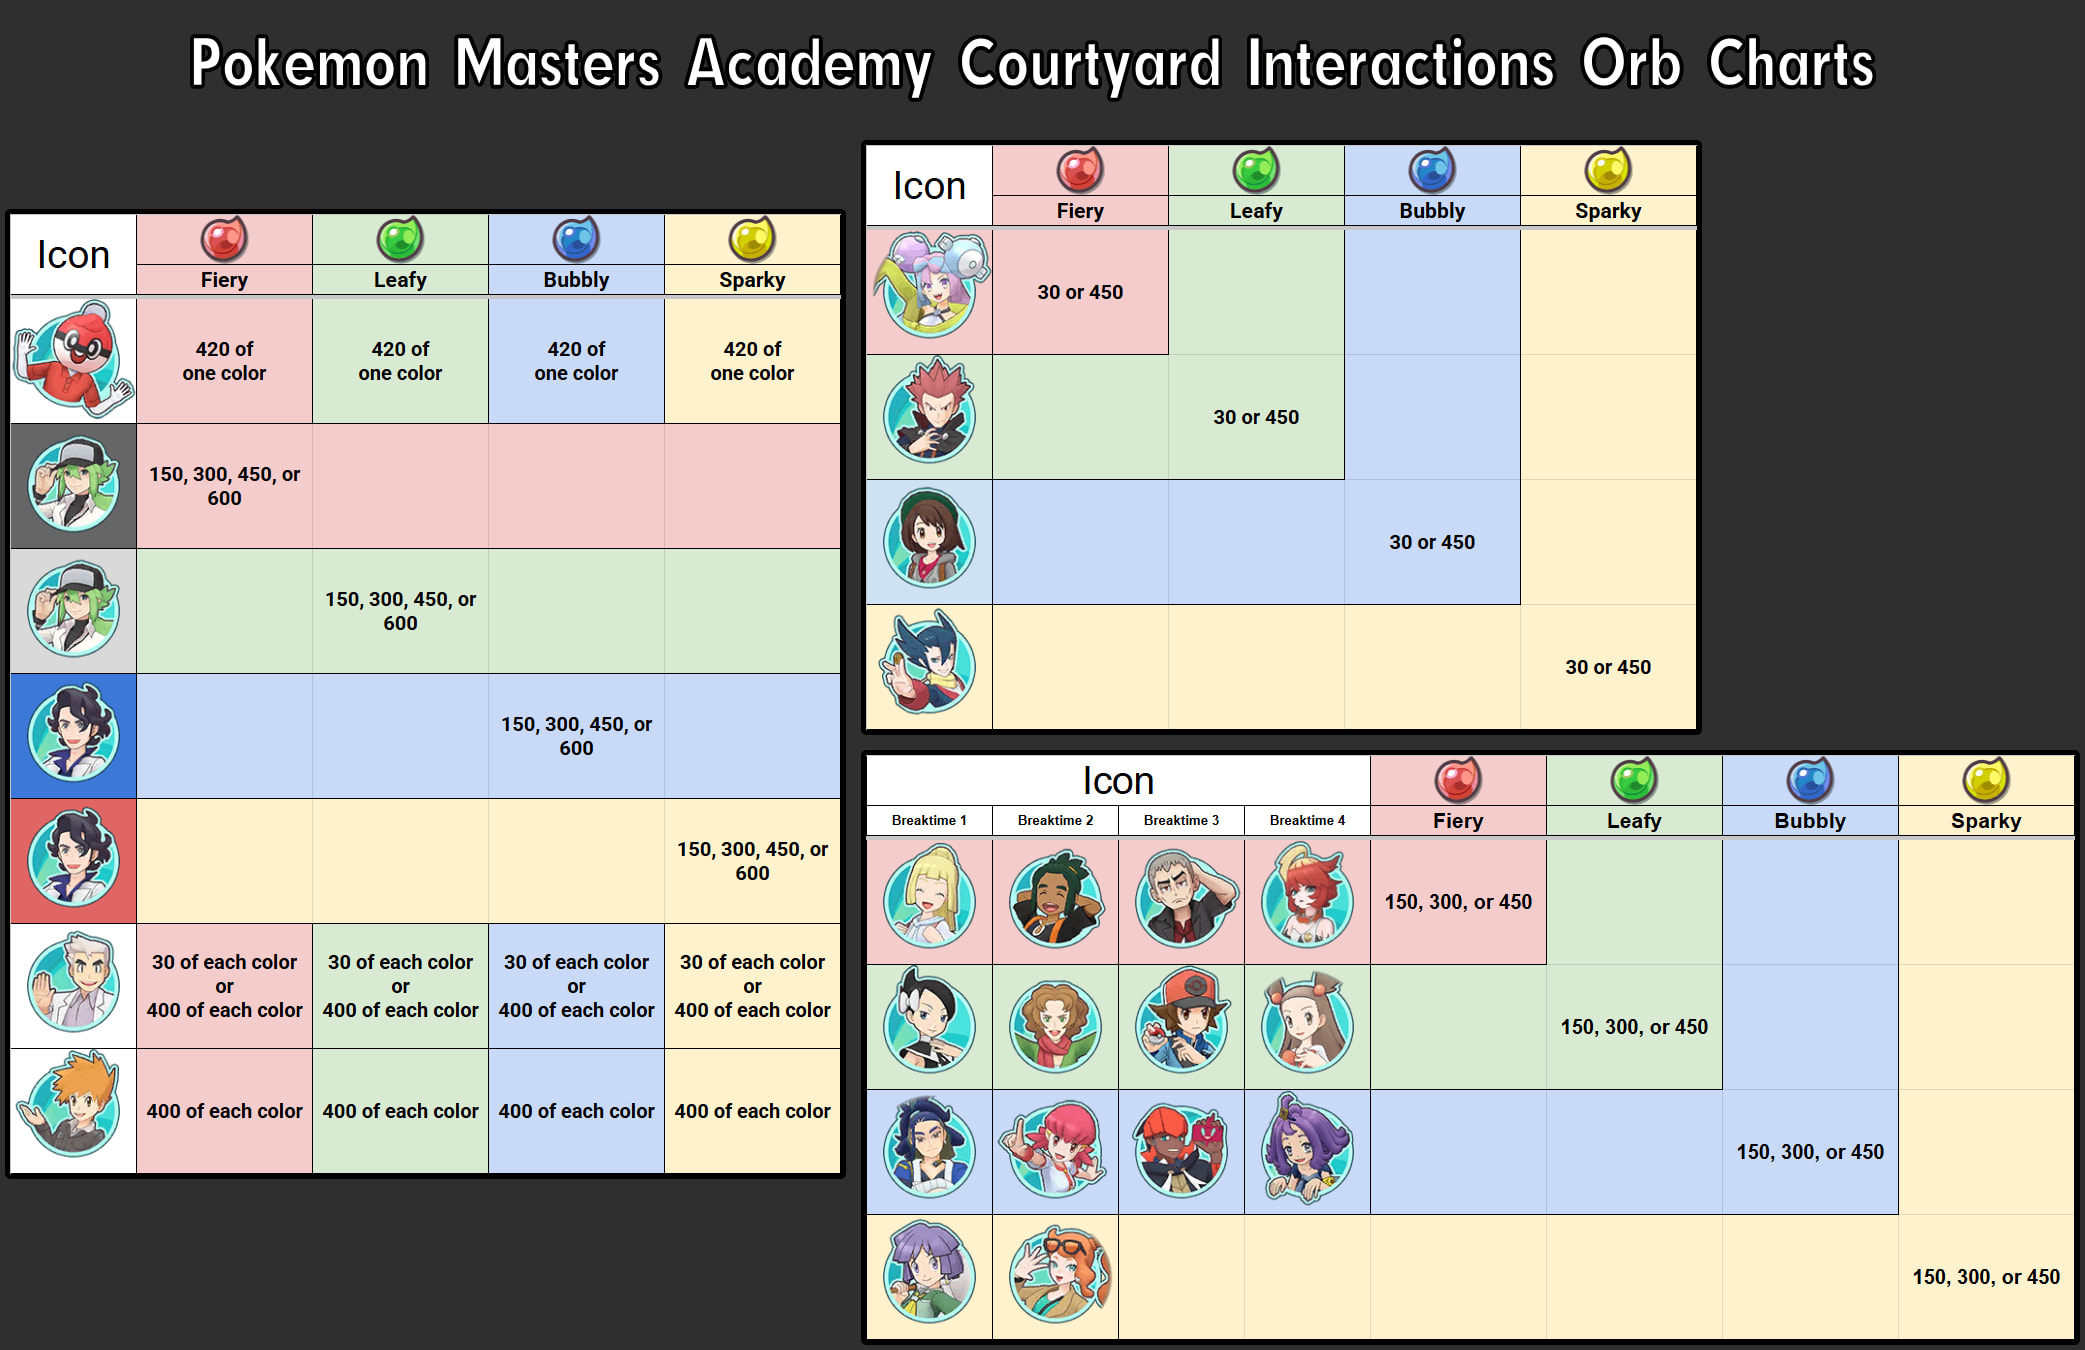 Pokemon Masters Academy Courtyard Interactions Orb Charts
Icon
Fiery Leafy Bubbly Sparky
420 of
one color
420 of
one color
420 of
one color
420 of
one color
150, 300, 450, or
600
150, 300, 450, or
600
150, 300, 450, or
600
150, 300, 450, or
600
30 of each color
or
400 of each color
30 of each color
or
400 of each color
30 of each color
or
400 of each color
30 of each color
or
400 of each color
400 of each color
400 of each color
400 of each color
400 of each color
Icon
Fiery Leafy Bubbly Sparky
30 or 450
30 or 450
30 or 450
30 or 450
Icon
Breaktime 1 Breaktime 2 Breaktime 3 Breaktime 4 Fiery Leafy Bubbly Sparky
150, 300, or 450
150, 300, or 450
150, 300, or 450
150, 300, or 450